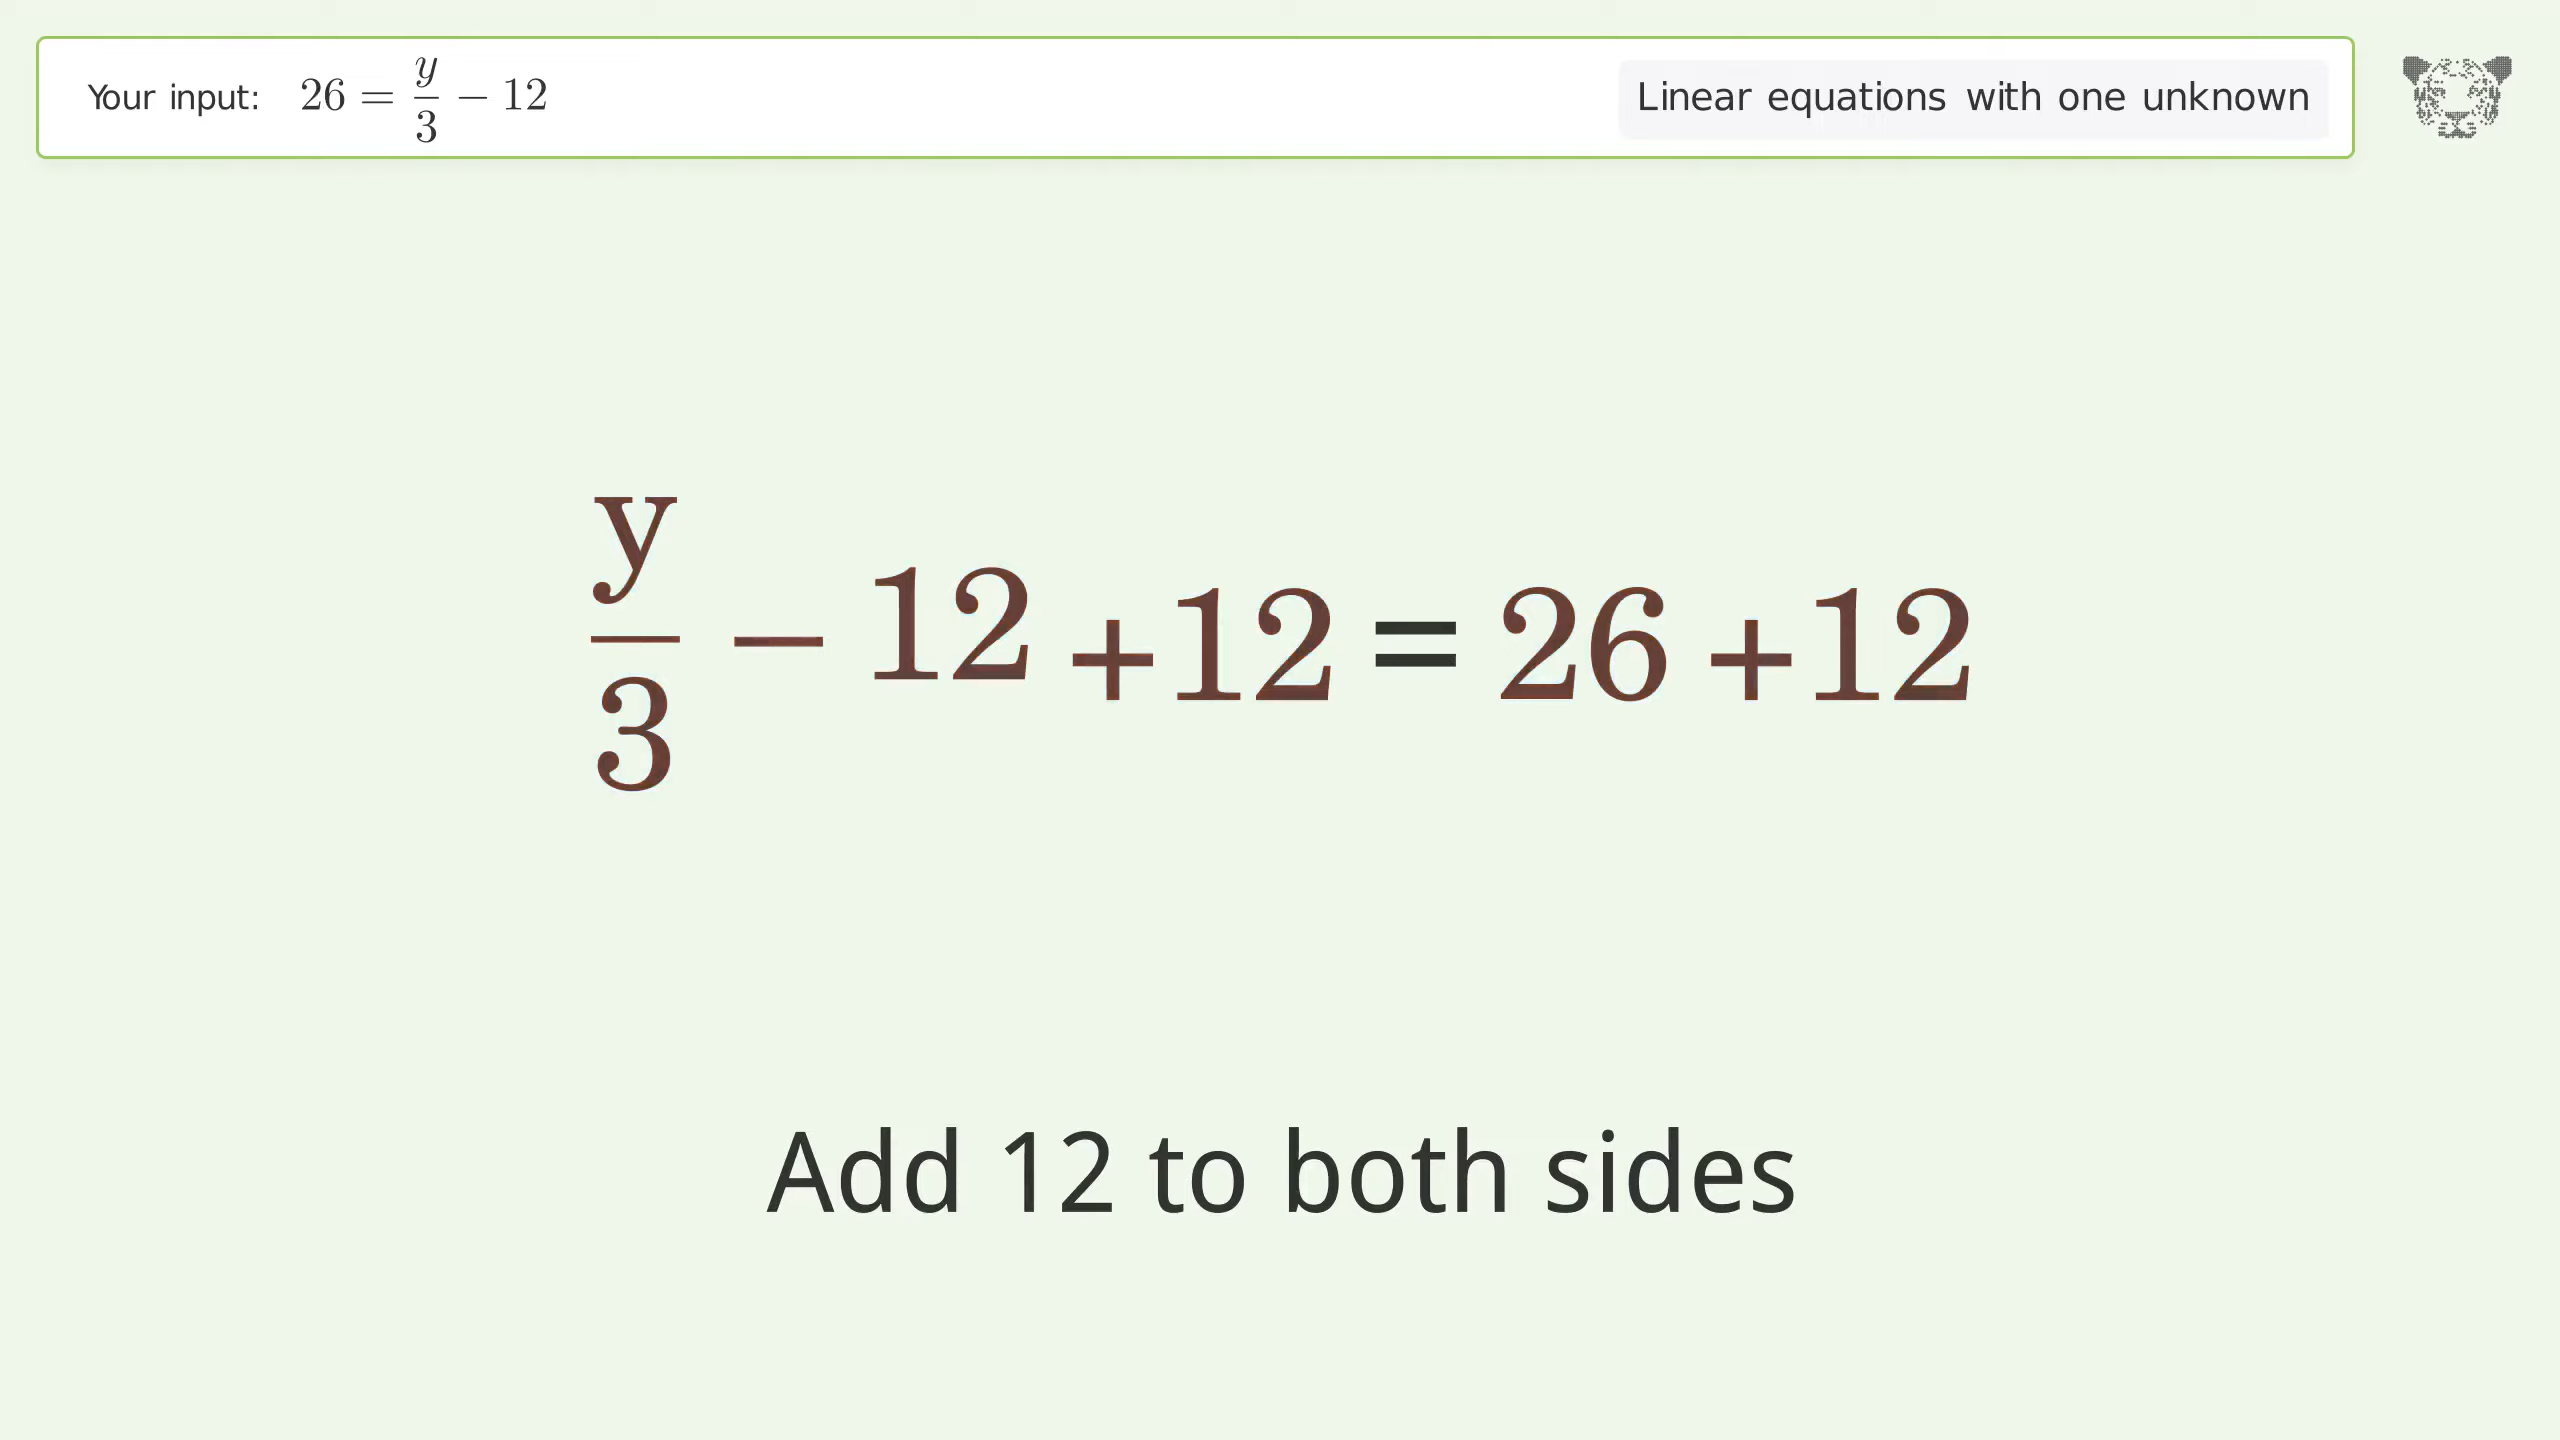 Your input: 26 = y/3 − 12
Linear equations with one unknown
y/3 − 12 +12 = 26 +12
Add 12 to both sides